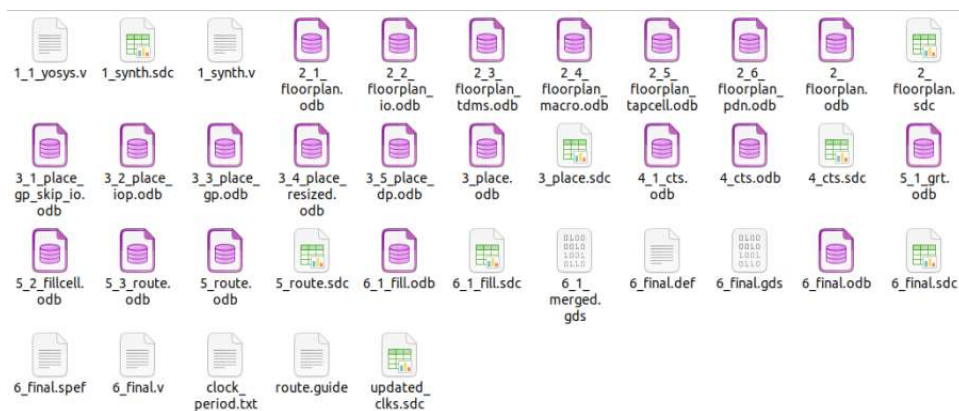 1_1_yosys.v
1_synth.sdc
1_synth.v
2_1_
floorplan.
odb
2_2_
floorplan_
io.odb
2_3_
floorplan_
tdms.odb
2_4_
floorplan_
macro.odb
2_5_
floorplan_
tapcell.odb
2_6_
floorplan_
pdn.odb
2_
floorplan.
odb
2_
floorplan.
sdc
3_1_place_
gp_skip_io.
odb
3_2_place_
iop.odb
3_3_place_
gp.odb
3_4_place_
resized.
odb
3_5_place_
dp.odb
3_place.
odb
3_place.sdc
4_1_cts.
odb
4_cts.odb
4_cts.sdc
5_1_grt.
odb
5_2_fillcell.
odb
5_3_route.
odb
5_route.
odb
5_route.sdc
6_1_fill.odb
6_1_fill.sdc
6_1_
merged.
gds
6_final.def
6_final.gds
6_final.odb
6_final.sdc
6_final.spef
6_final.v
clock_
period.txt
route.guide
updated_
clks.sdc